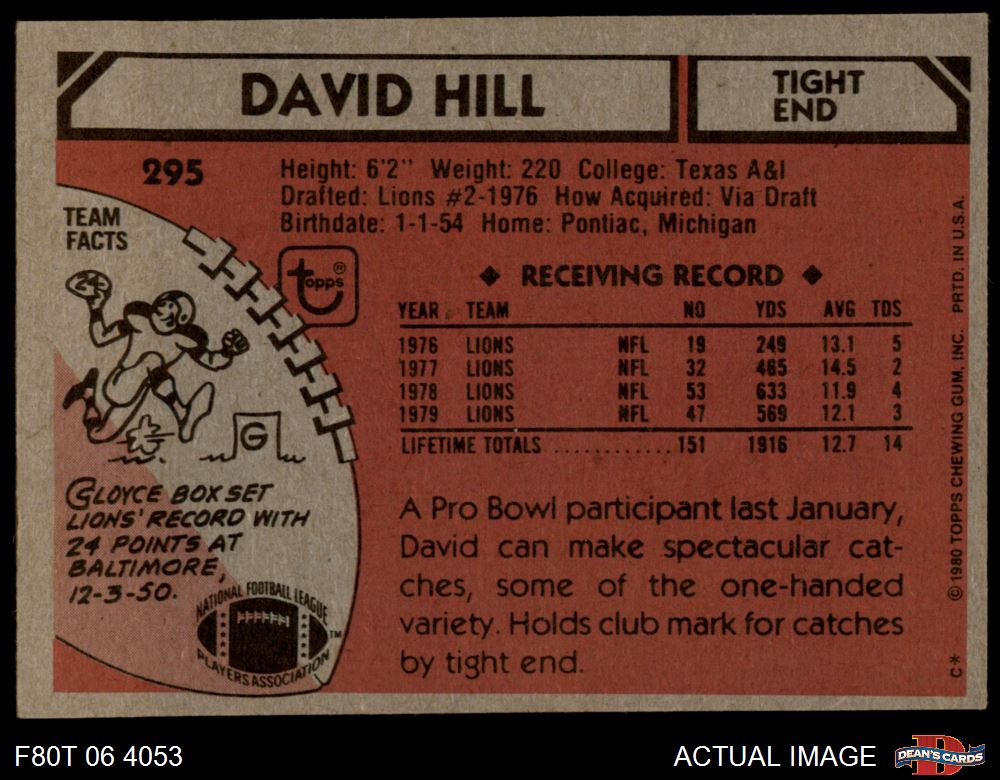 DAVID HILL
TIGHT
END
295
Height: 6'2" Weight: 220 College: Texas A&I
Drafted: Lions #2-1976 How Acquired: Via Draft
Birthdate: 1-1-54 Home: Pontiac, Michigan
TEAM
FACTS
24
G
GLOYCE BOX SET
LIONS' RECORD WITH
24 POINTS AT
BALTIMORE,
12-3-50.
NATIONAL FOOTBALL LEAGUE
PLAYERS ASSOCIATION
TM
topps®
◆ RECEIVING RECORD ◆
YEAR TEAM NO YDS AVG TDS
1976 LIONS NFL 19 249 13.1 5
1977 LIONS NFL 32 465 14.5 2
1978 LIONS NFL 53 633 11.9 4
1979 LIONS NFL 47 569 12.1 3
LIFETIME TOTALS ............ 151 1916 12.7 14
A Pro Bowl participant last January,
David can make spectacular cat-
ches, some of the one-handed
variety. Holds club mark for catches
by tight end.
C* © 1980 TOPPS CHEWING GUM, INC. PRTD. IN U.S.A.
F80T 06 4053
ACTUAL IMAGE
D
DEAN'S CARDS